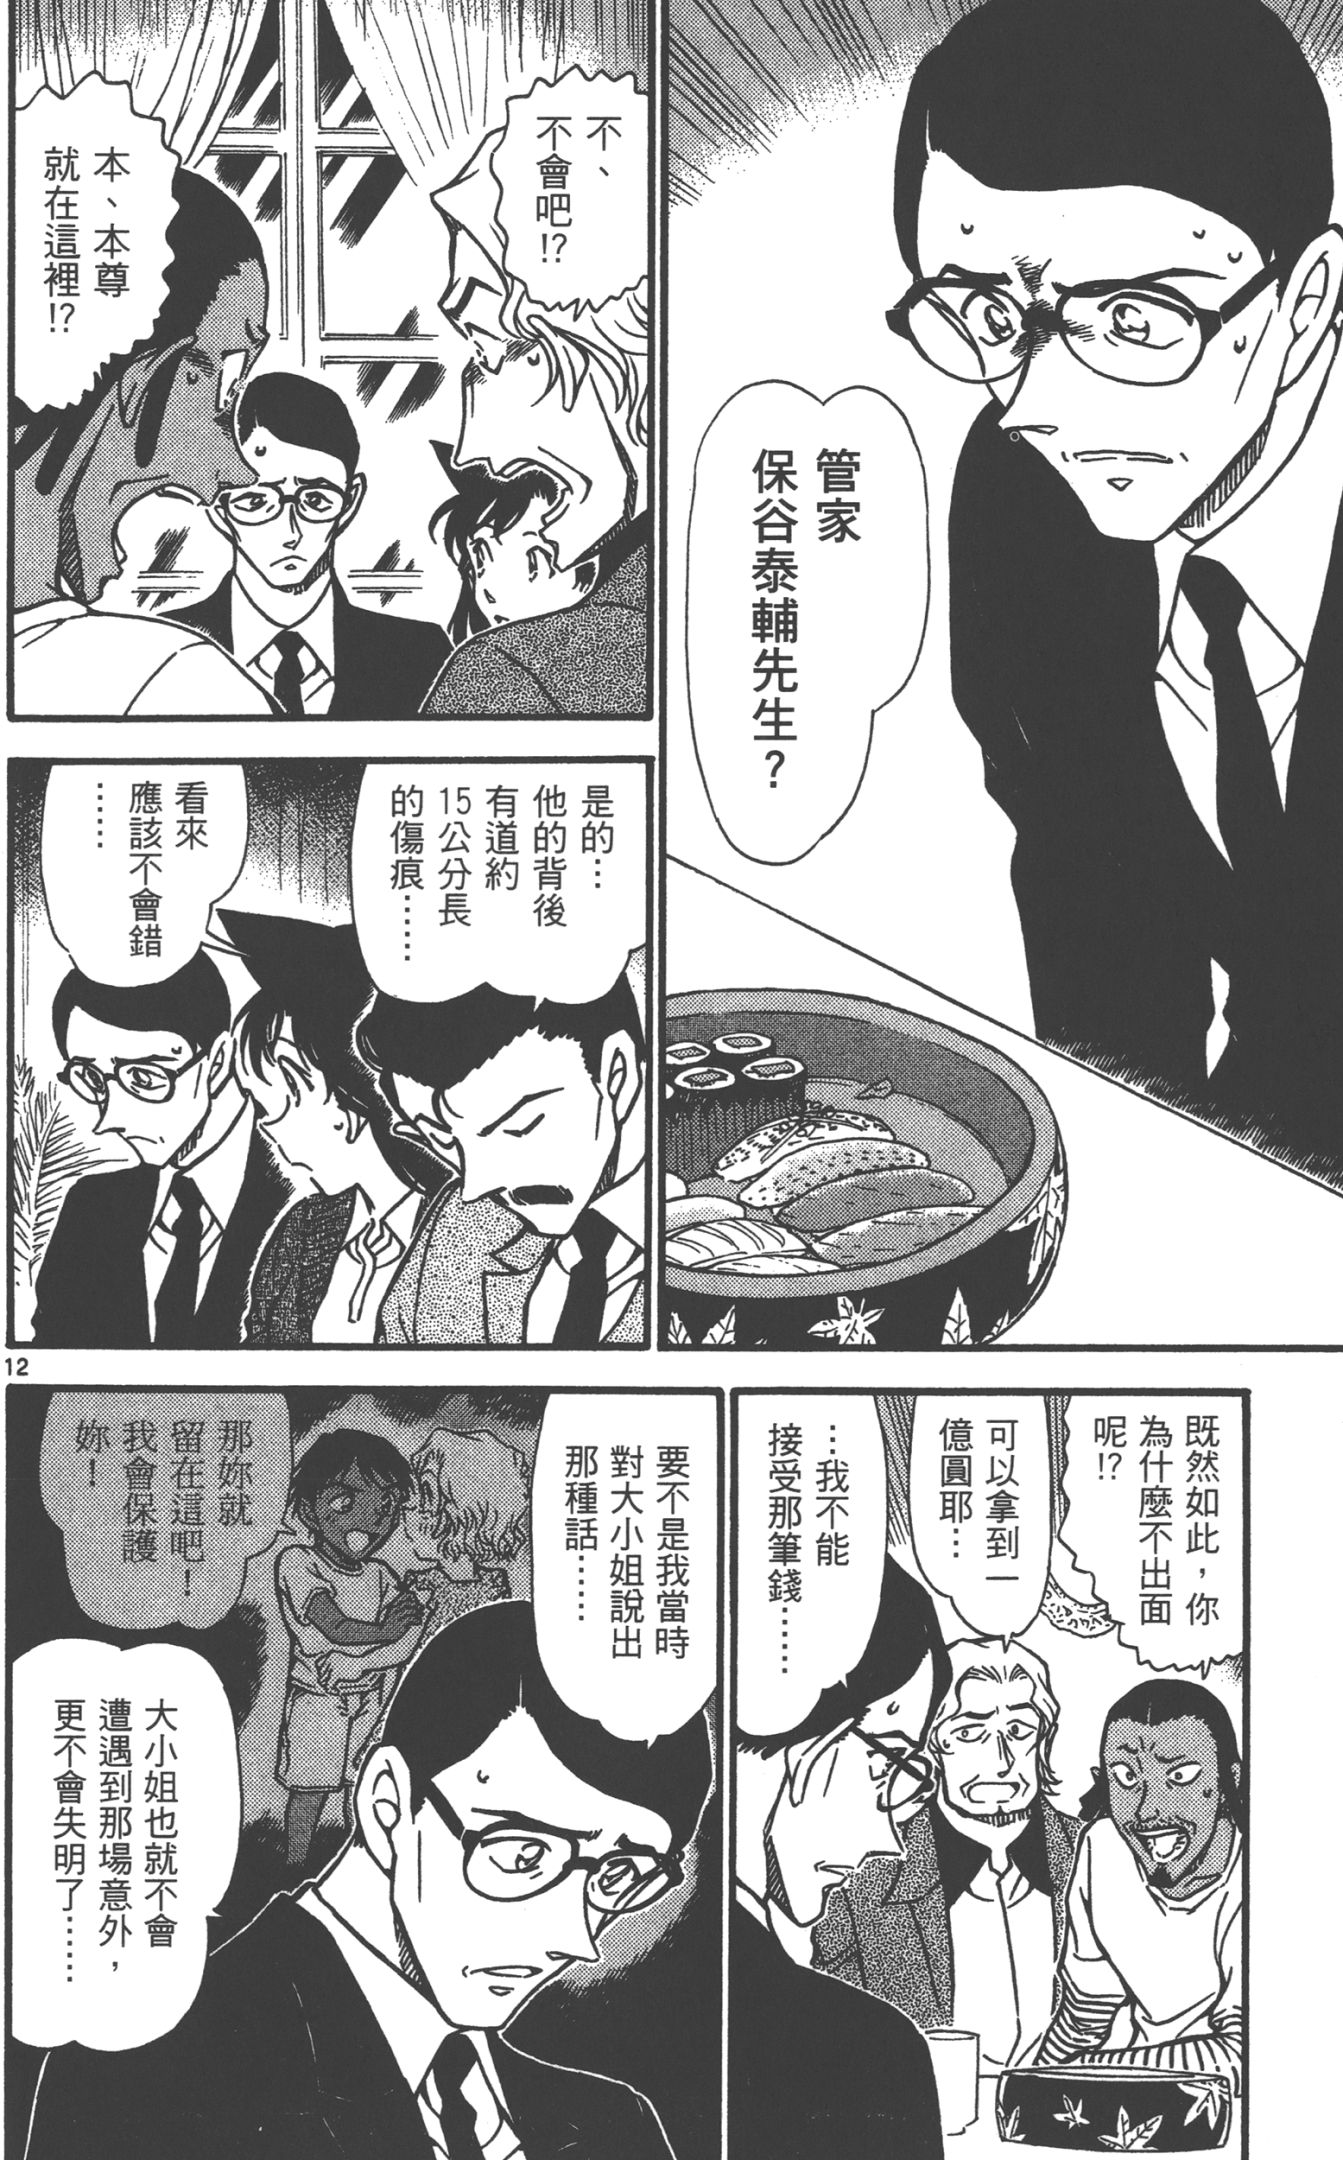 管家
保谷泰輔先生？
不、
不會吧!?
本、本尊
就在這裡!?
是的…
他的背後
有道約
15公分長
的傷痕……
看來
應該不會錯
……
既然如此，你
為什麼不出面
呢!?
可以拿到一
億圓耶…
…我不能
接受那筆錢……
要不是我當時
對大小姐說出
那種話……
那妳就
留在這吧！
我會保護
妳！
大小姐也就不會
遭遇到那場意外，
更不會失明了……
12